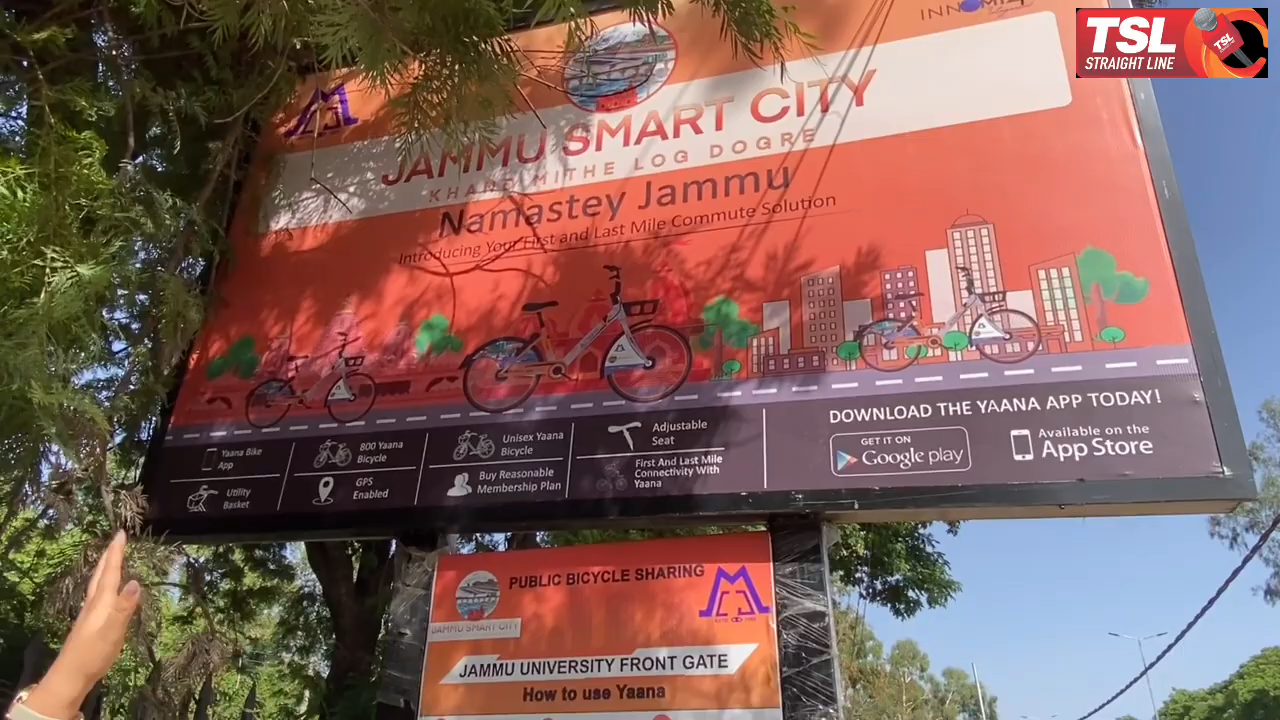 TSL
STRAIGHT LINE
TSL
JAMMU SMART CITY
MITHE LOG DOGRE
Namastey Jammu
Introducing Your First and Last Mile Commute Solution
DOWNLOAD THE YAANA APP TODAY!
GET IT ON
Google play
Available on the
App Store
Yaana Bike
App
800 Yaana
Bicycle
Unisex Yaana
Bicycle
Adjustable
Seat
Utility
Basket
GPS
Enabled
Buy Reasonable
Membership Plan
First And Last Mile
Connectivity With
Yaana
PUBLIC BICYCLE SHARING
JAMMU SMART CITY
JAMMU UNIVERSITY FRONT GATE
How to use Yaana